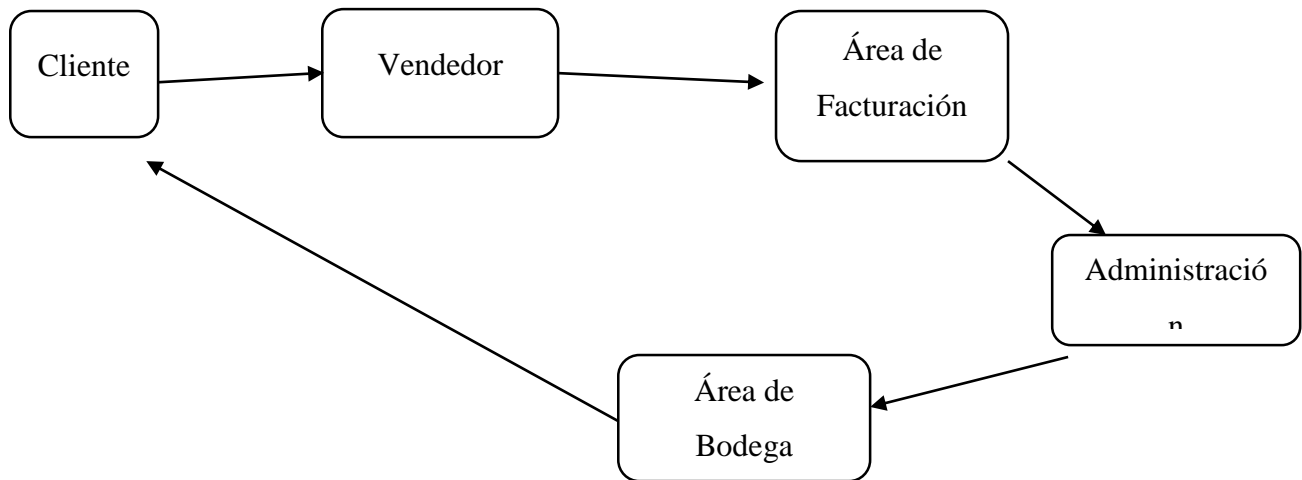 Cliente
Vendedor
Área de
Facturación
Administració
n
Área de
Bodega